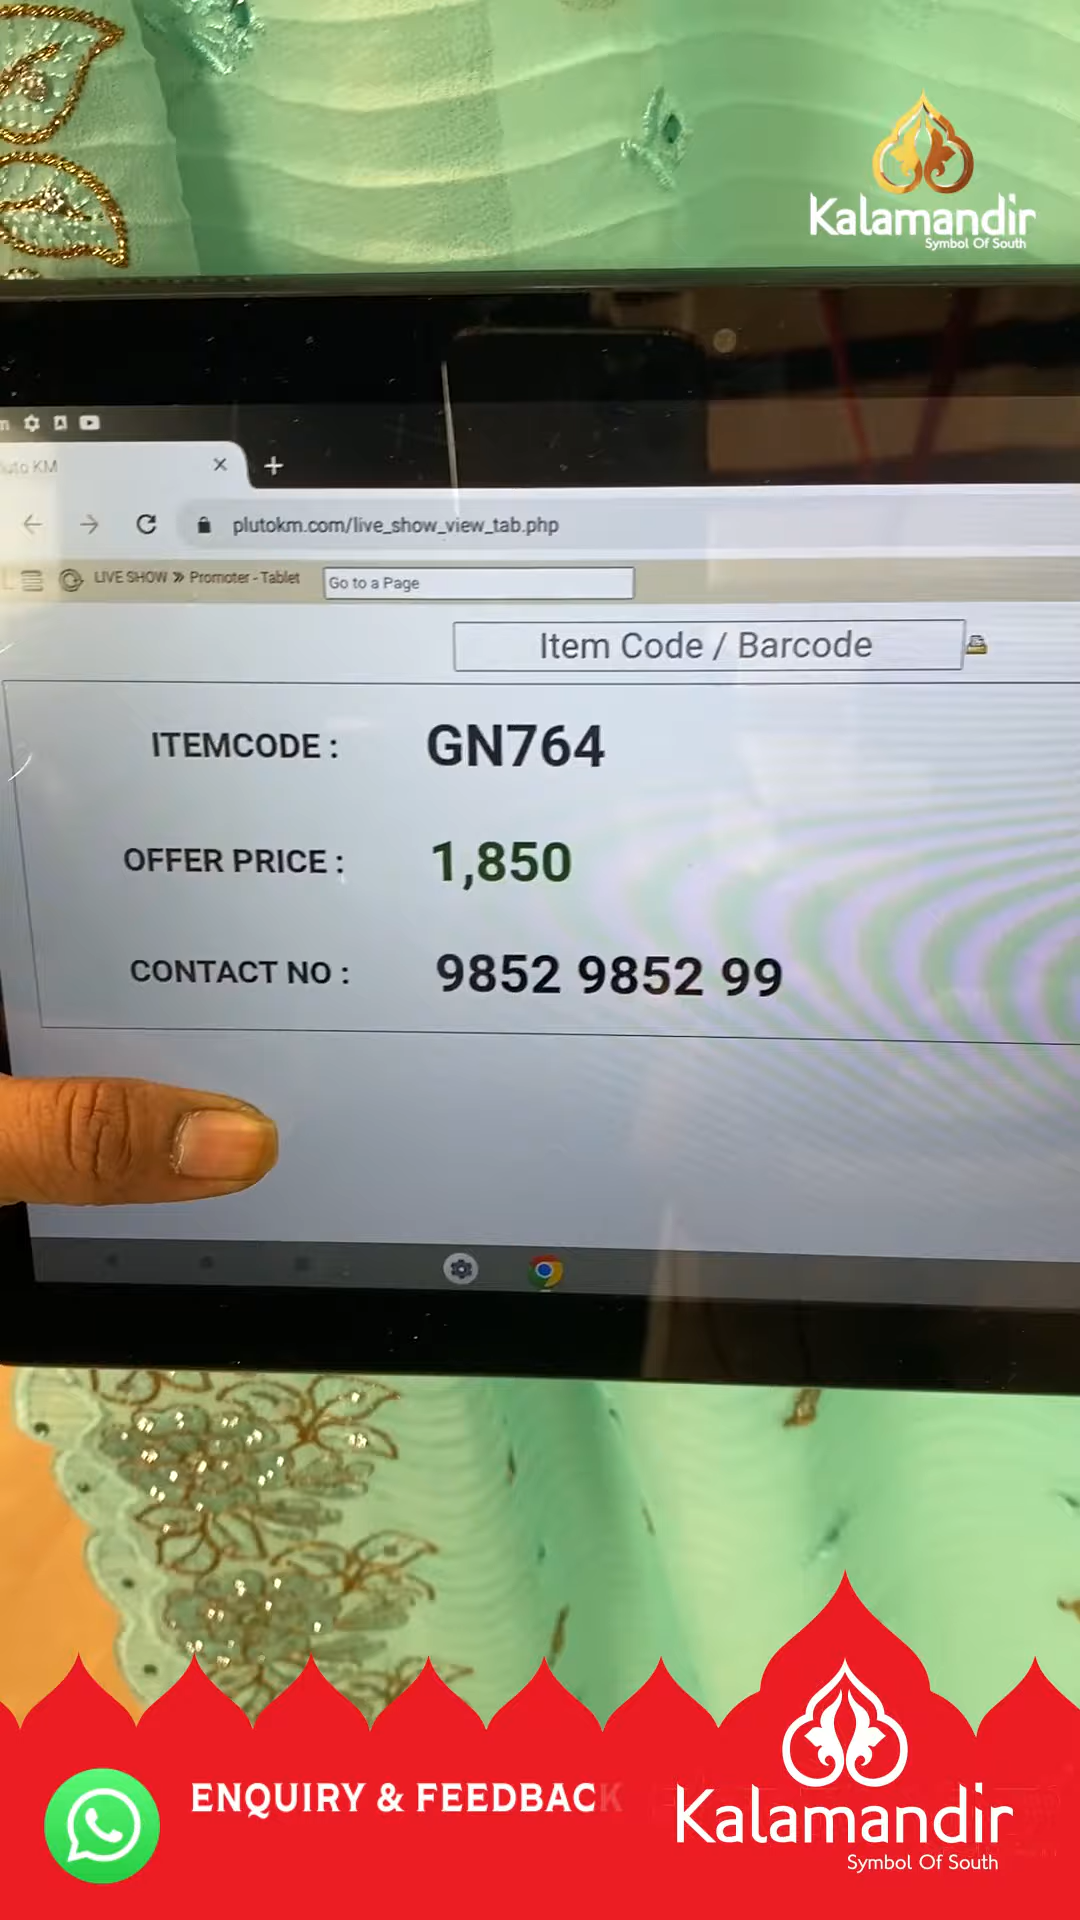 Kalamandir
Symbol Of South
KM
plutokm.com/live_show_view_tab.php
LIVE SHOW » Promoter - Tablet
Go to a Page
Item Code / Barcode
ITEMCODE : GN764
OFFER PRICE : 1,850
CONTACT NO : 9852 9852 99
ENQUIRY & FEEDBACK
Kalamandir
Symbol Of South